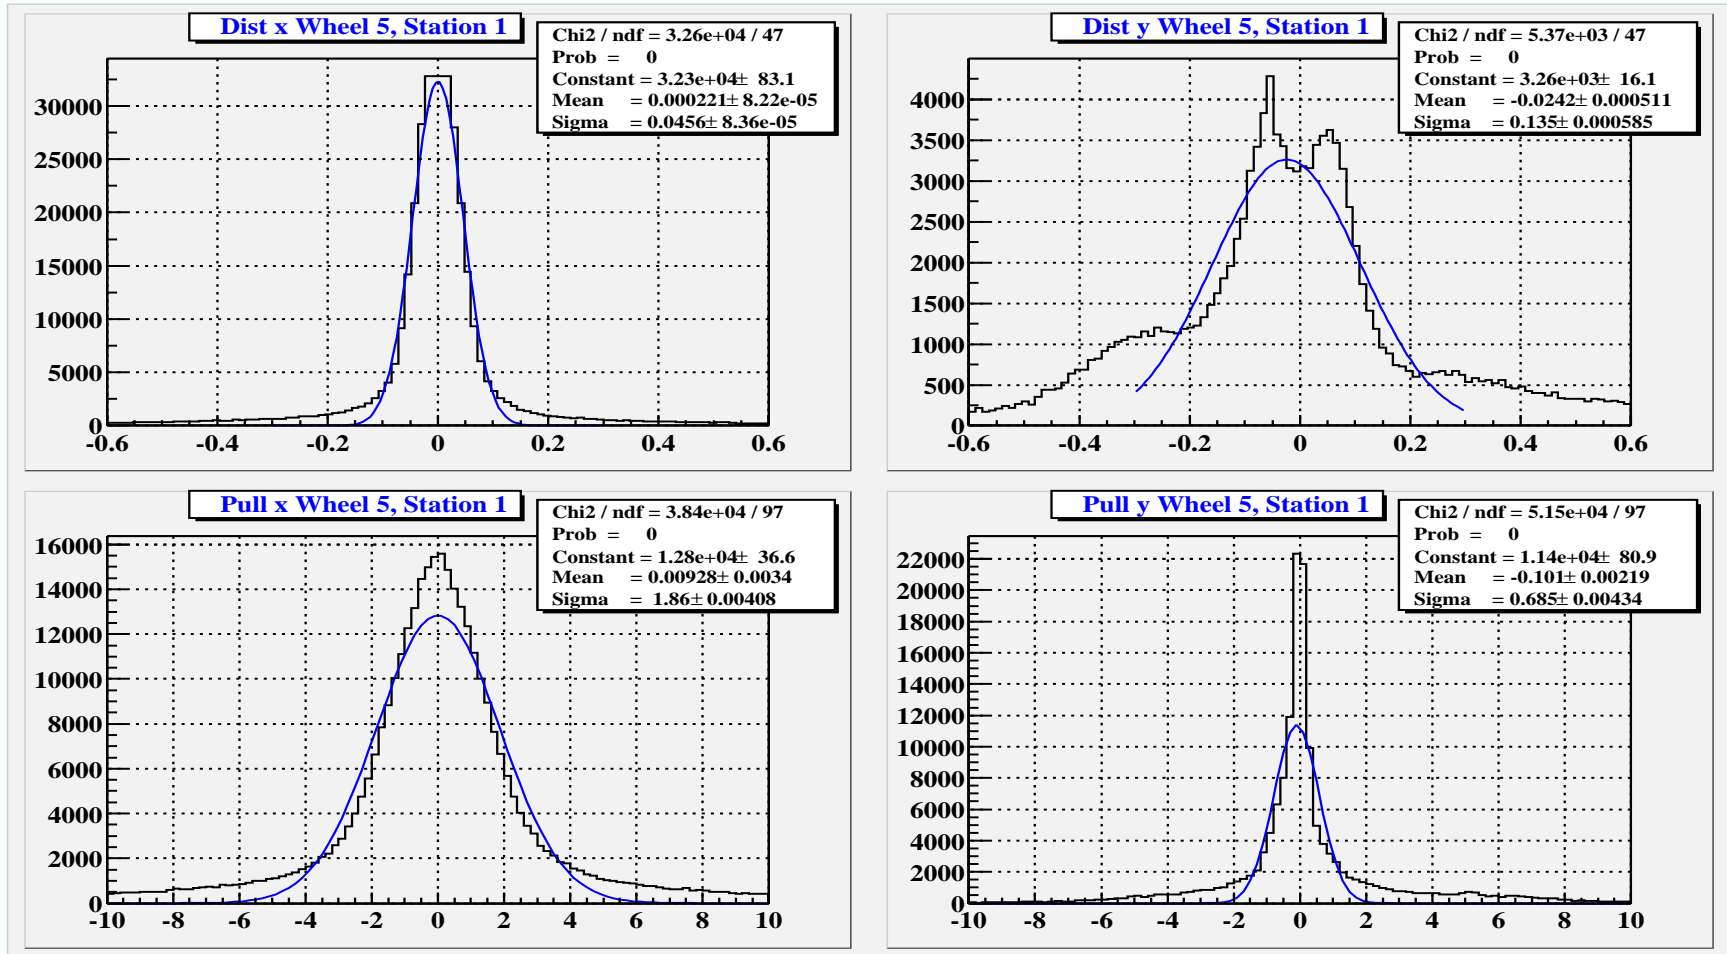 Dist x Wheel 5, Station 1
Chi2 / ndf = 3.26e+04 / 47
Prob = 0
Constant = 3.23e+04± 83.1
Mean = 0.000221± 8.22e-05
Sigma = 0.0456± 8.36e-05
30000
25000
20000
15000
10000
5000
0
-0.6 -0.4 -0.2 0 0.2 0.4 0.6
Dist y Wheel 5, Station 1
Chi2 / ndf = 5.37e+03 / 47
Prob = 0
Constant = 3.26e+03± 16.1
Mean = -0.0242± 0.000511
Sigma = 0.135± 0.000585
4000
3500
3000
2500
2000
1500
1000
500
0
-0.6 -0.4 -0.2 0 0.2 0.4 0.6
Pull x Wheel 5, Station 1
Chi2 / ndf = 3.84e+04 / 97
Prob = 0
Constant = 1.28e+04± 36.6
Mean = 0.00928± 0.0034
Sigma = 1.86± 0.00408
16000
14000
12000
10000
8000
6000
4000
2000
0
-10 -8 -6 -4 -2 0 2 4 6 8 10
Pull y Wheel 5, Station 1
Chi2 / ndf = 5.15e+04 / 97
Prob = 0
Constant = 1.14e+04± 80.9
Mean = -0.101± 0.00219
Sigma = 0.685± 0.00434
22000
20000
18000
16000
14000
12000
10000
8000
6000
4000
2000
0
-10 -8 -6 -4 -2 0 2 4 6 8 10